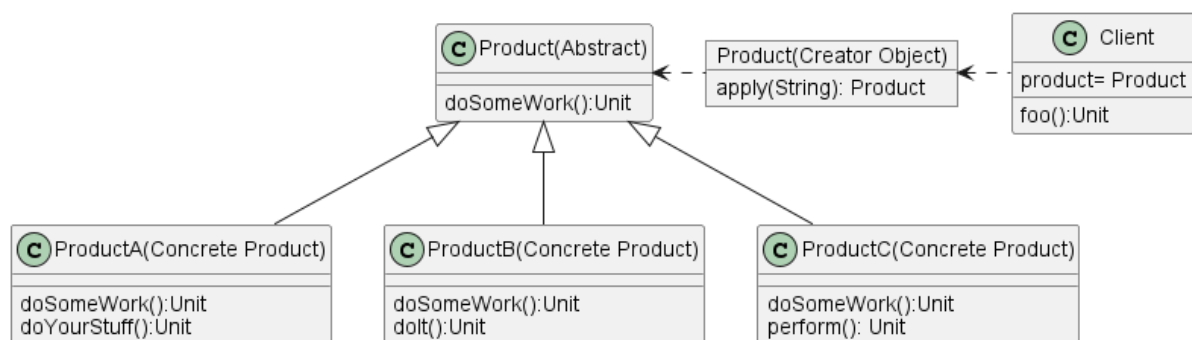 C Product(Abstract)
doSomeWork():Unit
Product(Creator Object)
apply(String): Product
C Client
product= Product
foo():Unit
C ProductA(Concrete Product)
doSomeWork():Unit
doYourStuff():Unit
C ProductB(Concrete Product)
doSomeWork():Unit
doIt():Unit
C ProductC(Concrete Product)
doSomeWork():Unit
perform(): Unit